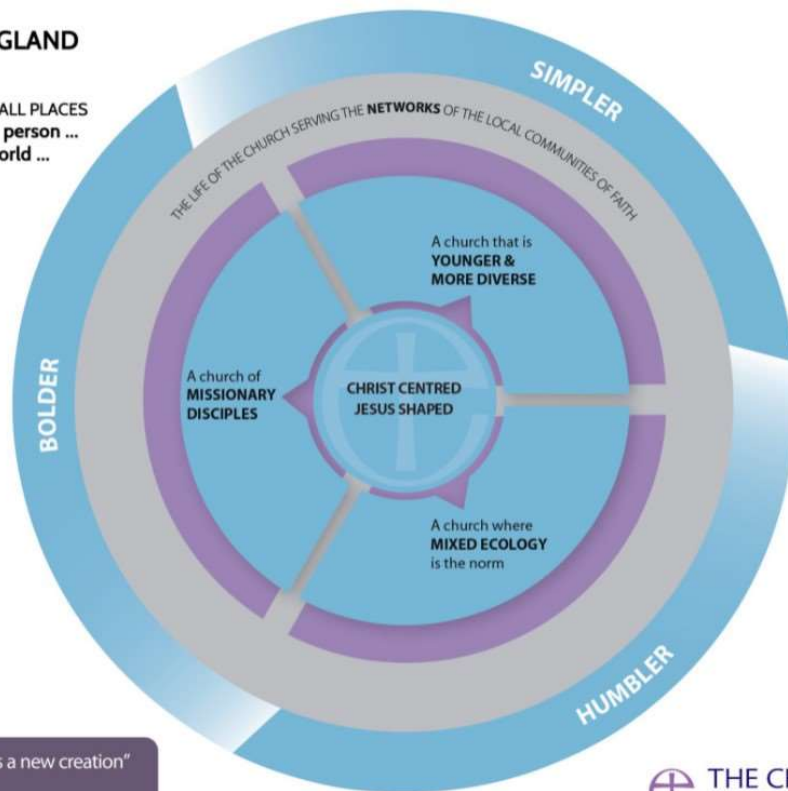 GLAND
ALL PLACES
person ...
orld ...
SIMPLER
THE LIFE OF THE CHURCH SERVING THE NETWORKS OF THE LOCAL COMMUNITIES OF FAITH
A church that is
YOUNGER &
MORE DIVERSE
BOLDER
A church of
MISSIONARY
DISCIPLES
CHRIST CENTRED
JESUS SHAPED
A church where
MIXED ECOLOGY
is the norm
HUMBLER
s a new creation"
THE C